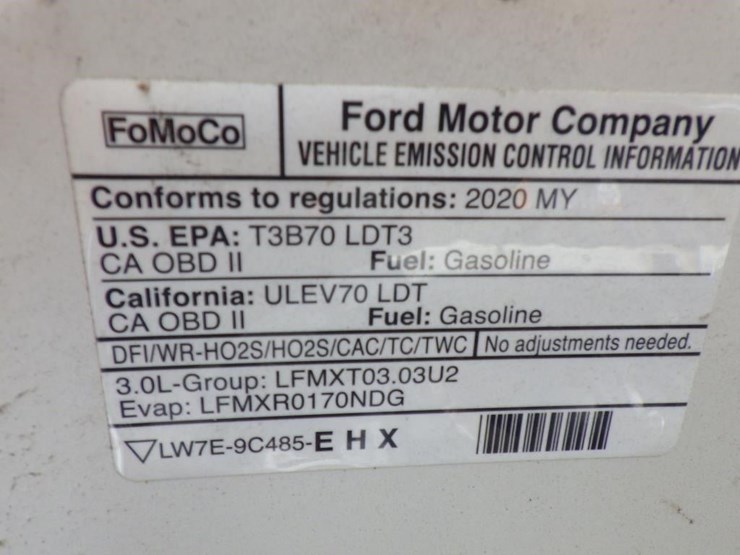 FoMoCo
Ford Motor Company
VEHICLE EMISSION CONTROL INFORMATION
Conforms to regulations: 2020 MY
U.S. EPA: T3B70 LDT3
CA OBD II Fuel: Gasoline
California: ULEV70 LDT
CA OBD II Fuel: Gasoline
DFI/WR-HO2S/HO2S/CAC/TC/TWC No adjustments needed.
3.0L-Group: LFMXT03.03U2
Evap: LFMXR0170NDG
LW7E-9C485-E H X